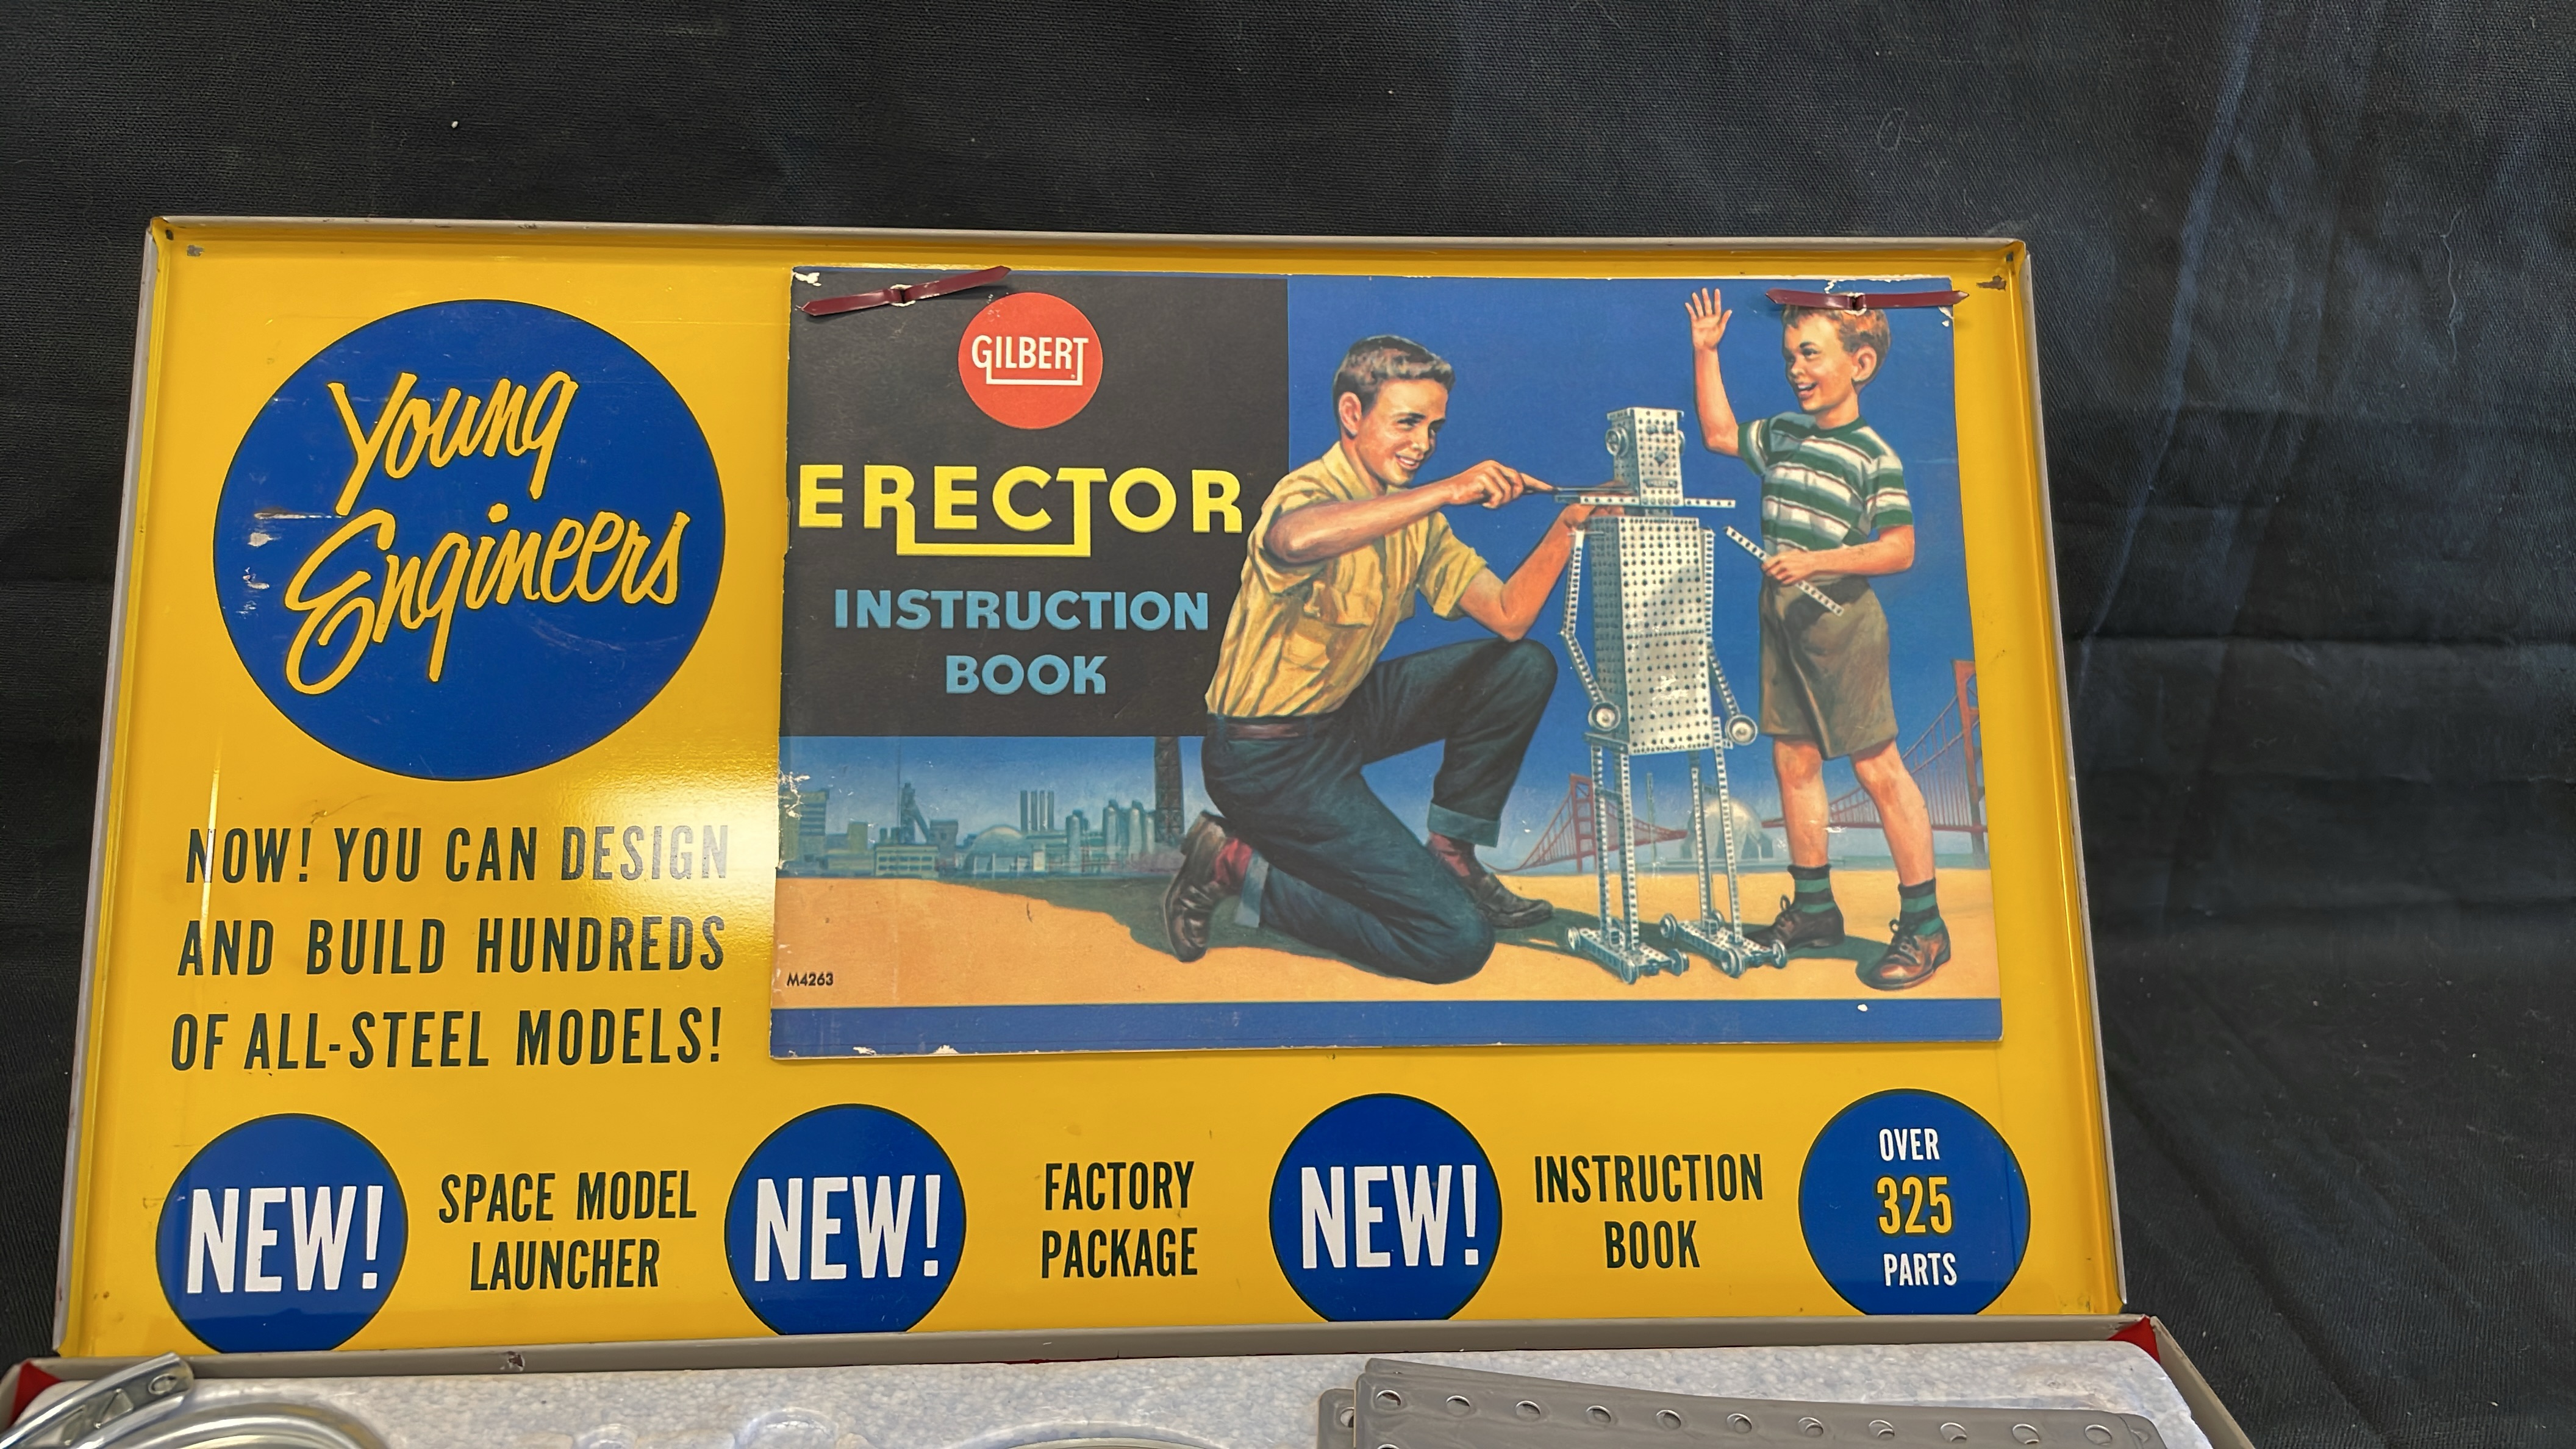 Young
Engineers
NOW! YOU CAN DESIGN
AND BUILD HUNDREDS
OF ALL-STEEL MODELS!
GILBERT
ERECTOR
INSTRUCTION
BOOK
M4263
NEW!
SPACE MODEL
LAUNCHER
NEW!
FACTORY
PACKAGE
NEW!
INSTRUCTION
BOOK
OVER
325
PARTS